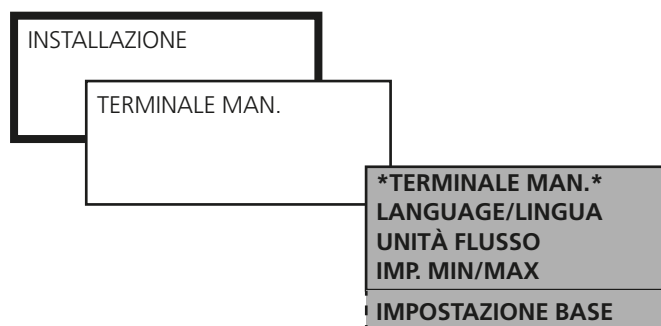 INSTALLAZIONE
TERMINALE MAN.
*TERMINALE MAN.*
LANGUAGE/LINGUA
UNITÀ FLUSSO
IMP. MIN/MAX
IMPOSTAZIONE BASE